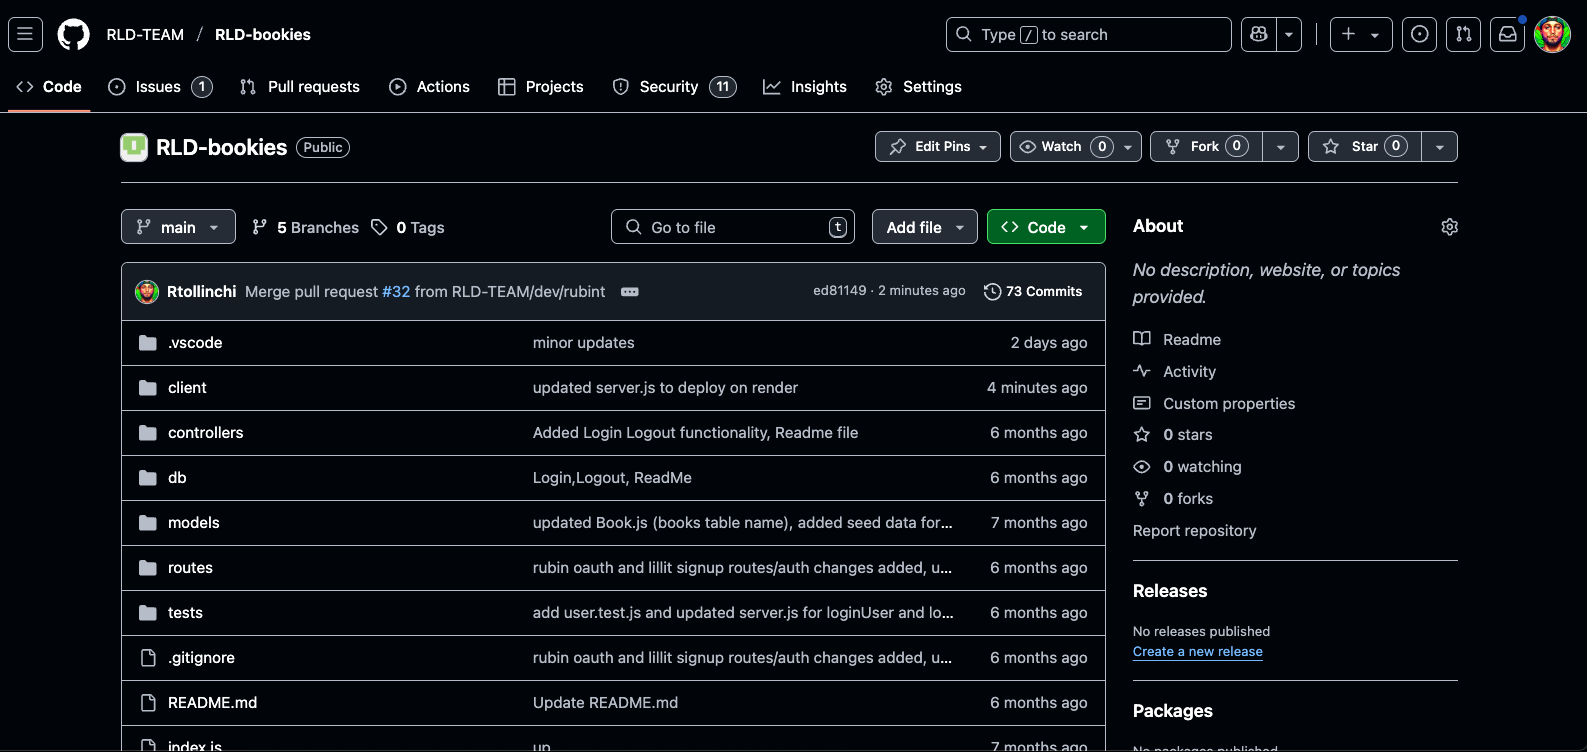 RLD-TEAM / RLD-bookies
Type / to search
Code
Issues 1
Pull requests
Actions
Projects
Security 11
Insights
Settings
RLD-bookies Public
Edit Pins
Watch 0
Fork 0
Star 0
main
5 Branches
0 Tags
Go to file t
Add file
Code
Rtollinchi Merge pull request #32 from RLD-TEAM/dev/rubint ed81149 · 2 minutes ago 73 Commits
.vscode minor updates 2 days ago
client updated server.js to deploy on render 4 minutes ago
controllers Added Login Logout functionality, Readme file 6 months ago
db Login,Logout, ReadMe 6 months ago
models updated Book.js (books table name), added seed data for... 7 months ago
routes rubin oauth and lillit signup routes/auth changes added, u... 6 months ago
tests add user.test.js and updated server.js for loginUser and lo... 6 months ago
.gitignore rubin oauth and lillit signup routes/auth changes added, u... 6 months ago
README.md Update README.md 6 months ago
index.js up 7 months ago
About
No description, website, or topics
provided.
Readme
Activity
Custom properties
0 stars
0 watching
0 forks
Report repository
Releases
No releases published
Create a new release
Packages
No packages published